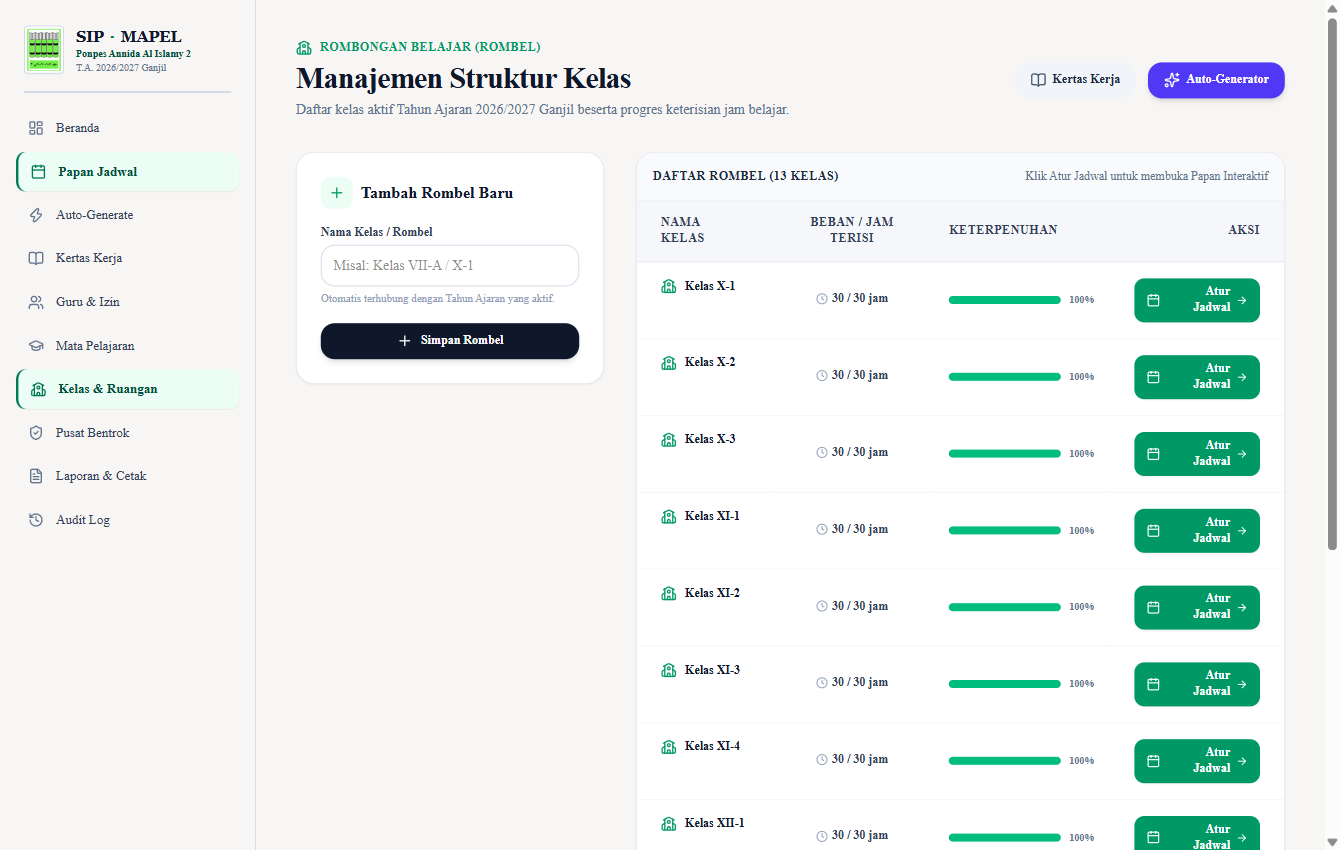 SIP · MAPEL
Ponpes Annida Al Islamy 2
T.A. 2026/2027 Ganjil
Beranda
Papan Jadwal
Auto-Generate
Kertas Kerja
Guru & Izin
Mata Pelajaran
Kelas & Ruangan
Pusat Bentrok
Laporan & Cetak
Audit Log
ROMBONGAN BELAJAR (ROMBEL)
Manajemen Struktur Kelas
Daftar kelas aktif Tahun Ajaran 2026/2027 Ganjil beserta progres keterisian jam belajar.
Kertas Kerja
Auto-Generator
Tambah Rombel Baru
Nama Kelas / Rombel
Misal: Kelas VII-A / X-1
Otomatis terhubung dengan Tahun Ajaran yang aktif.
Simpan Rombel
DAFTAR ROMBEL (13 KELAS)
Klik Atur Jadwal untuk membuka Papan Interaktif
NAMA
KELAS
BEBAN / JAM
TERISI
KETERPENUHAN
AKSI
Kelas X-1
30 / 30 jam
100%
Atur
Jadwal
Kelas X-2
30 / 30 jam
100%
Atur
Jadwal
Kelas X-3
30 / 30 jam
100%
Atur
Jadwal
Kelas XI-1
30 / 30 jam
100%
Atur
Jadwal
Kelas XI-2
30 / 30 jam
100%
Atur
Jadwal
Kelas XI-3
30 / 30 jam
100%
Atur
Jadwal
Kelas XI-4
30 / 30 jam
100%
Atur
Jadwal
Kelas XII-1
30 / 30 jam
100%
Atur
Jadwal